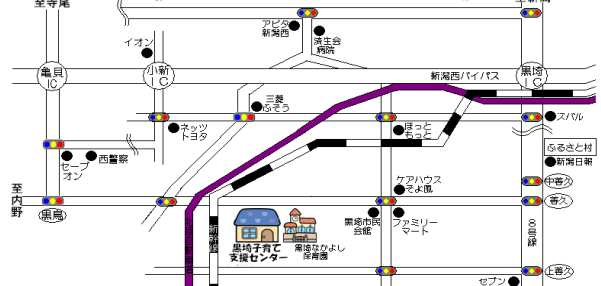 至寺尾
アピタ
新潟西
済生会
病院
イオン
亀貝
IC
小新
IC
新潟西バイパス
黒埼
IC
三菱
ふそう
ネッツ
トヨタ
ほっと
もっと
スバル
ふるさと村
新潟日報
セーブ
オン
西警察
中善久
ケアハウス
そよ風
至内野
黒鳥
善久
黒埼市民
会館
ファミリー
マート
新幹線
8号線
黒埼子育て
支援センター
黒埼なかよし
保育園
上善久
セブン